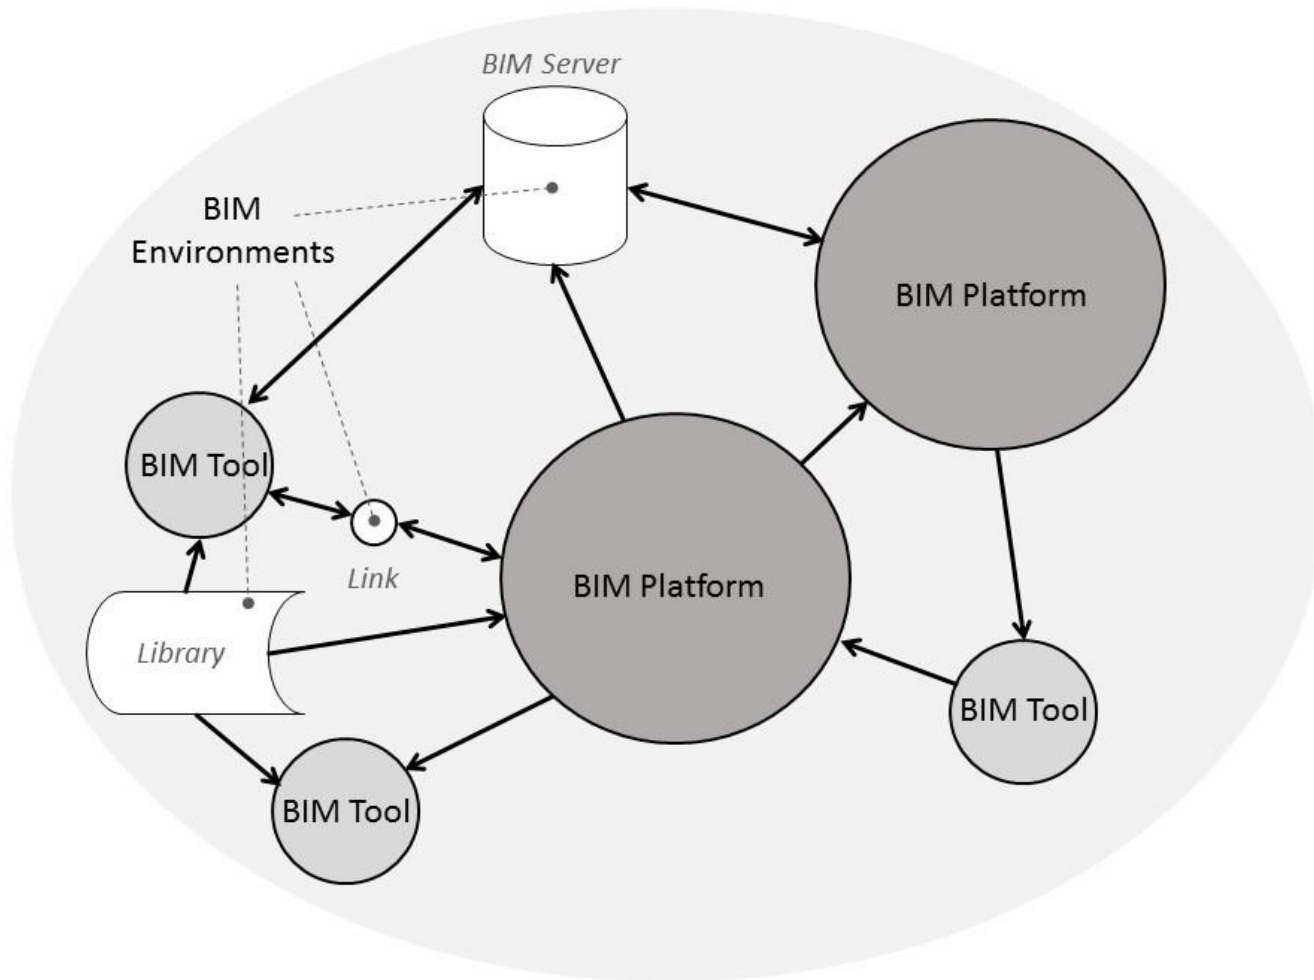 BIM Server
BIM
Environments
BIM Platform
BIM Tool
Link
BIM Platform
Library
BIM Tool
BIM Tool